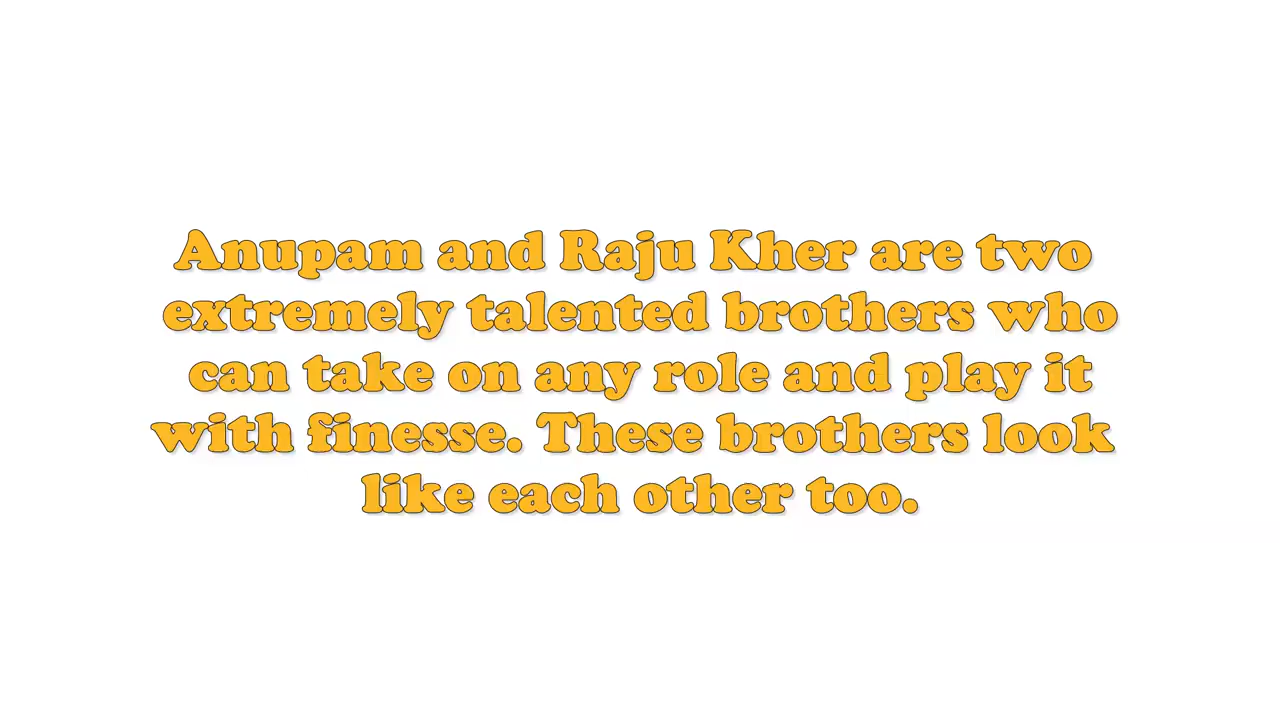 Anupam and Raju Kher are two
extremely talented brothers who
can take on any role and play it
with finesse. These brothers look
like each other too.